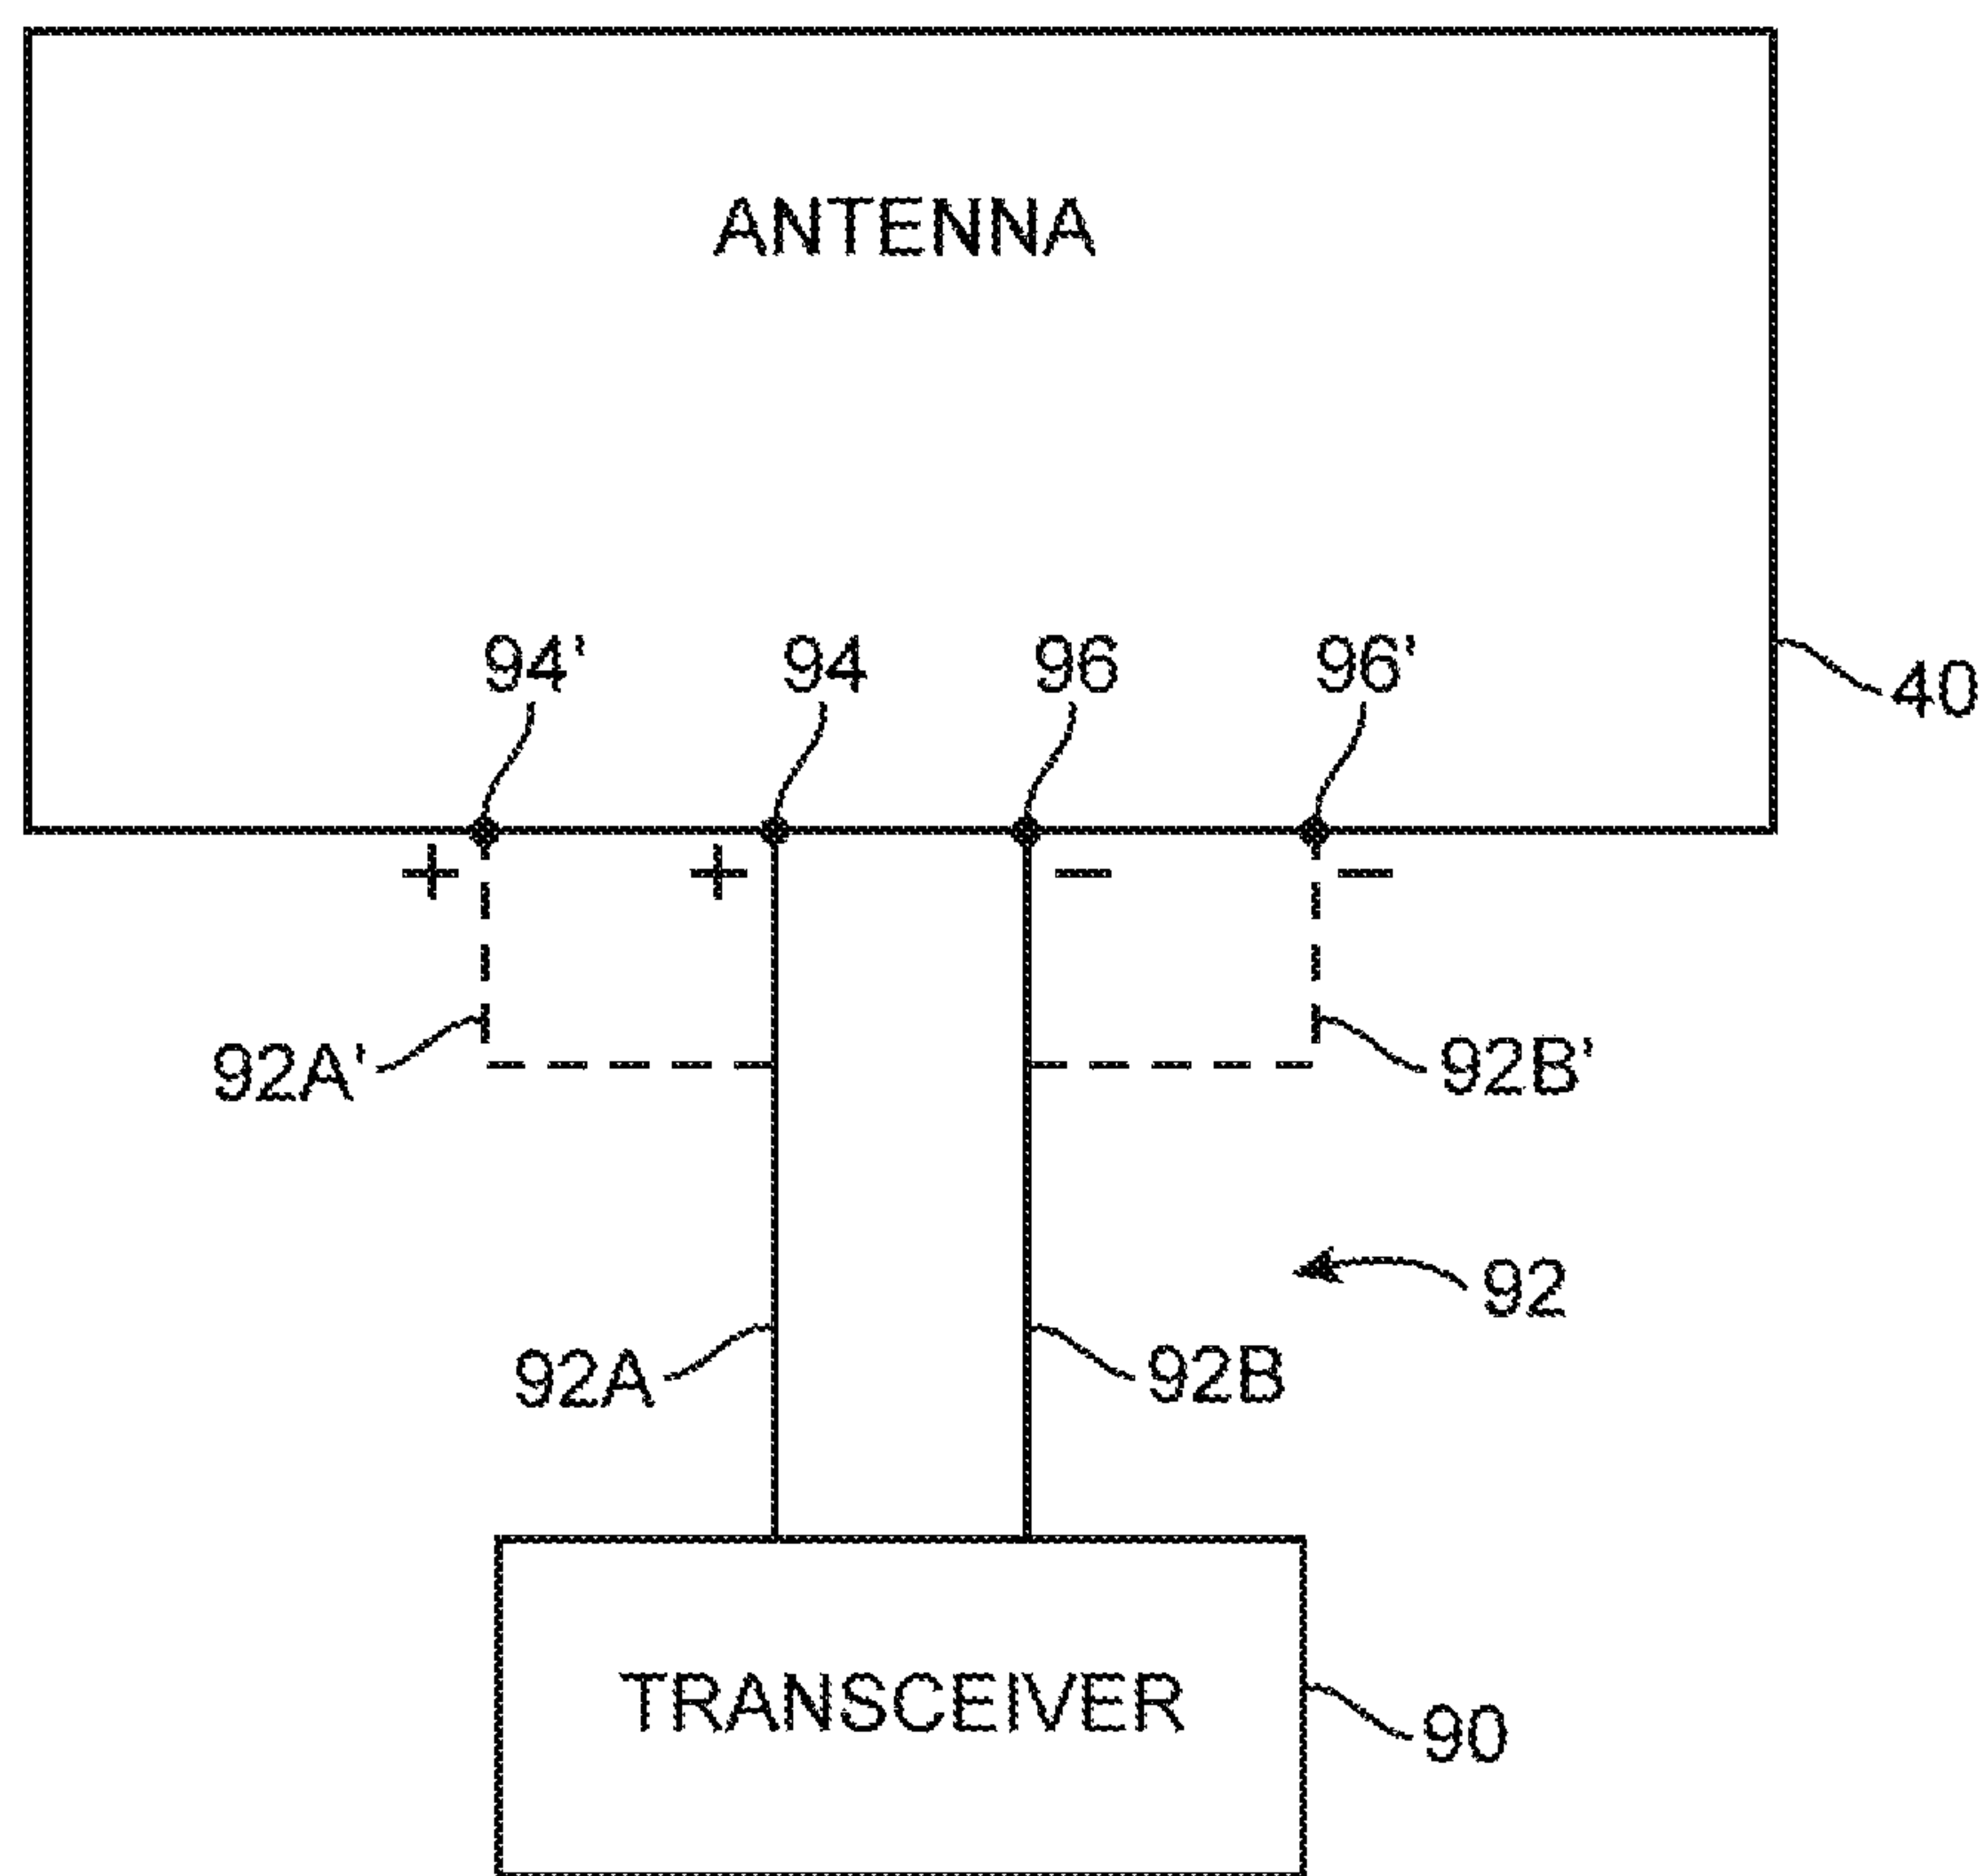 ANTENNA
94' 94 96 96'
40
+ + — —
92A' 92B'
92
92A 92B
TRANSCEIVER
90